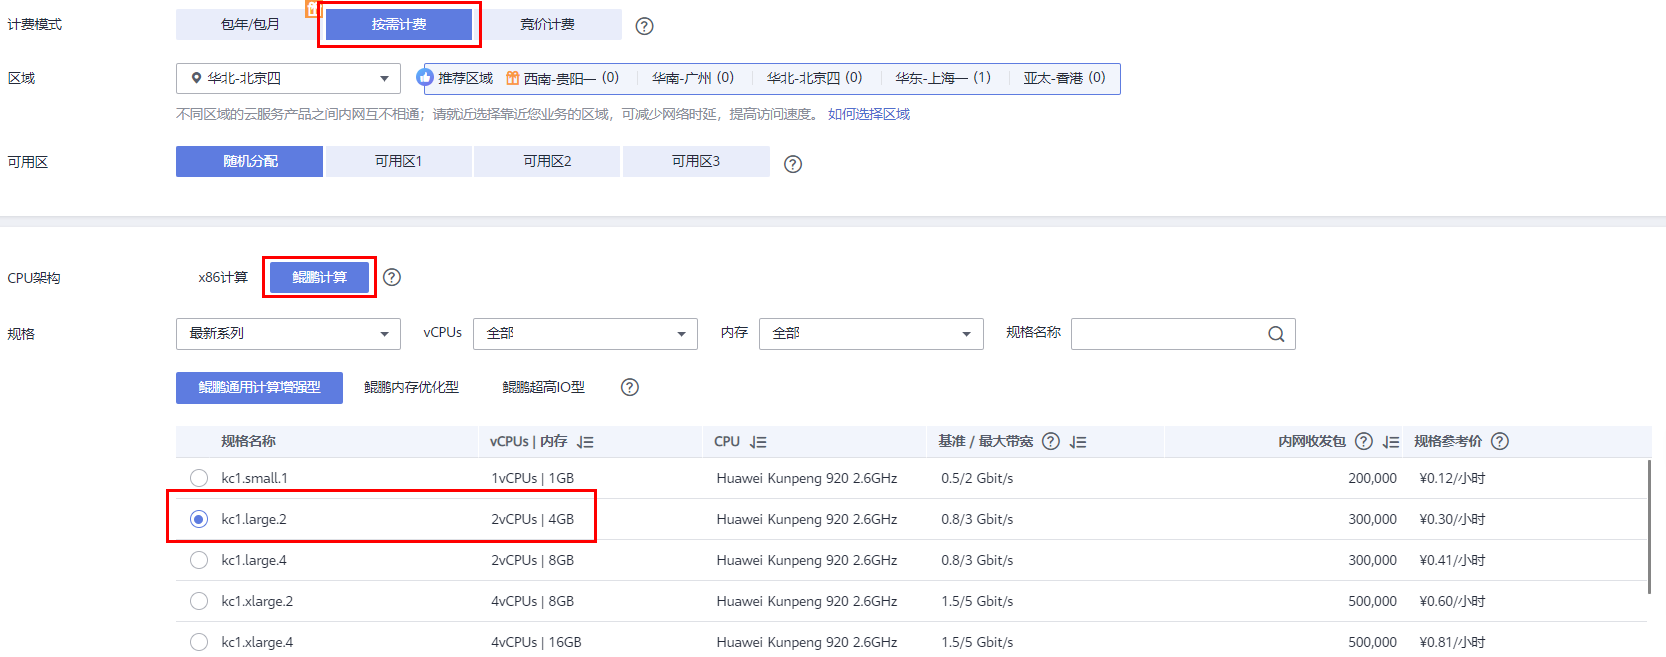 计费模式 包年/包月 按需计费 竞价计费
区域 华北-北京四 推荐区域 西南-贵阳一 (0) 华南-广州 (0) 华北-北京四 (0) 华东-上海一 (1) 亚太-香港 (0)
不同区域的云服务产品之间内网互不相通；请就近选择靠近您业务的区域，可减少网络时延，提高访问速度。 如何选择区域
可用区 随机分配 可用区1 可用区2 可用区3
CPU架构 x86计算 鲲鹏计算
规格 最新系列 vCPUs 全部 内存 全部 规格名称
鲲鹏通用计算增强型 鲲鹏内存优化型 鲲鹏超高IO型
规格名称 vCPUs | 内存 CPU 基准 / 最大带宽 内网收发包 规格参考价
kc1.small.1 1vCPUs | 1GB Huawei Kunpeng 920 2.6GHz 0.5/2 Gbit/s 200,000 ¥0.12/小时
kc1.large.2 2vCPUs | 4GB Huawei Kunpeng 920 2.6GHz 0.8/3 Gbit/s 300,000 ¥0.30/小时
kc1.large.4 2vCPUs | 8GB Huawei Kunpeng 920 2.6GHz 0.8/3 Gbit/s 300,000 ¥0.41/小时
kc1.xlarge.2 4vCPUs | 8GB Huawei Kunpeng 920 2.6GHz 1.5/5 Gbit/s 500,000 ¥0.60/小时
kc1.xlarge.4 4vCPUs | 16GB Huawei Kunpeng 920 2.6GHz 1.5/5 Gbit/s 500,000 ¥0.81/小时